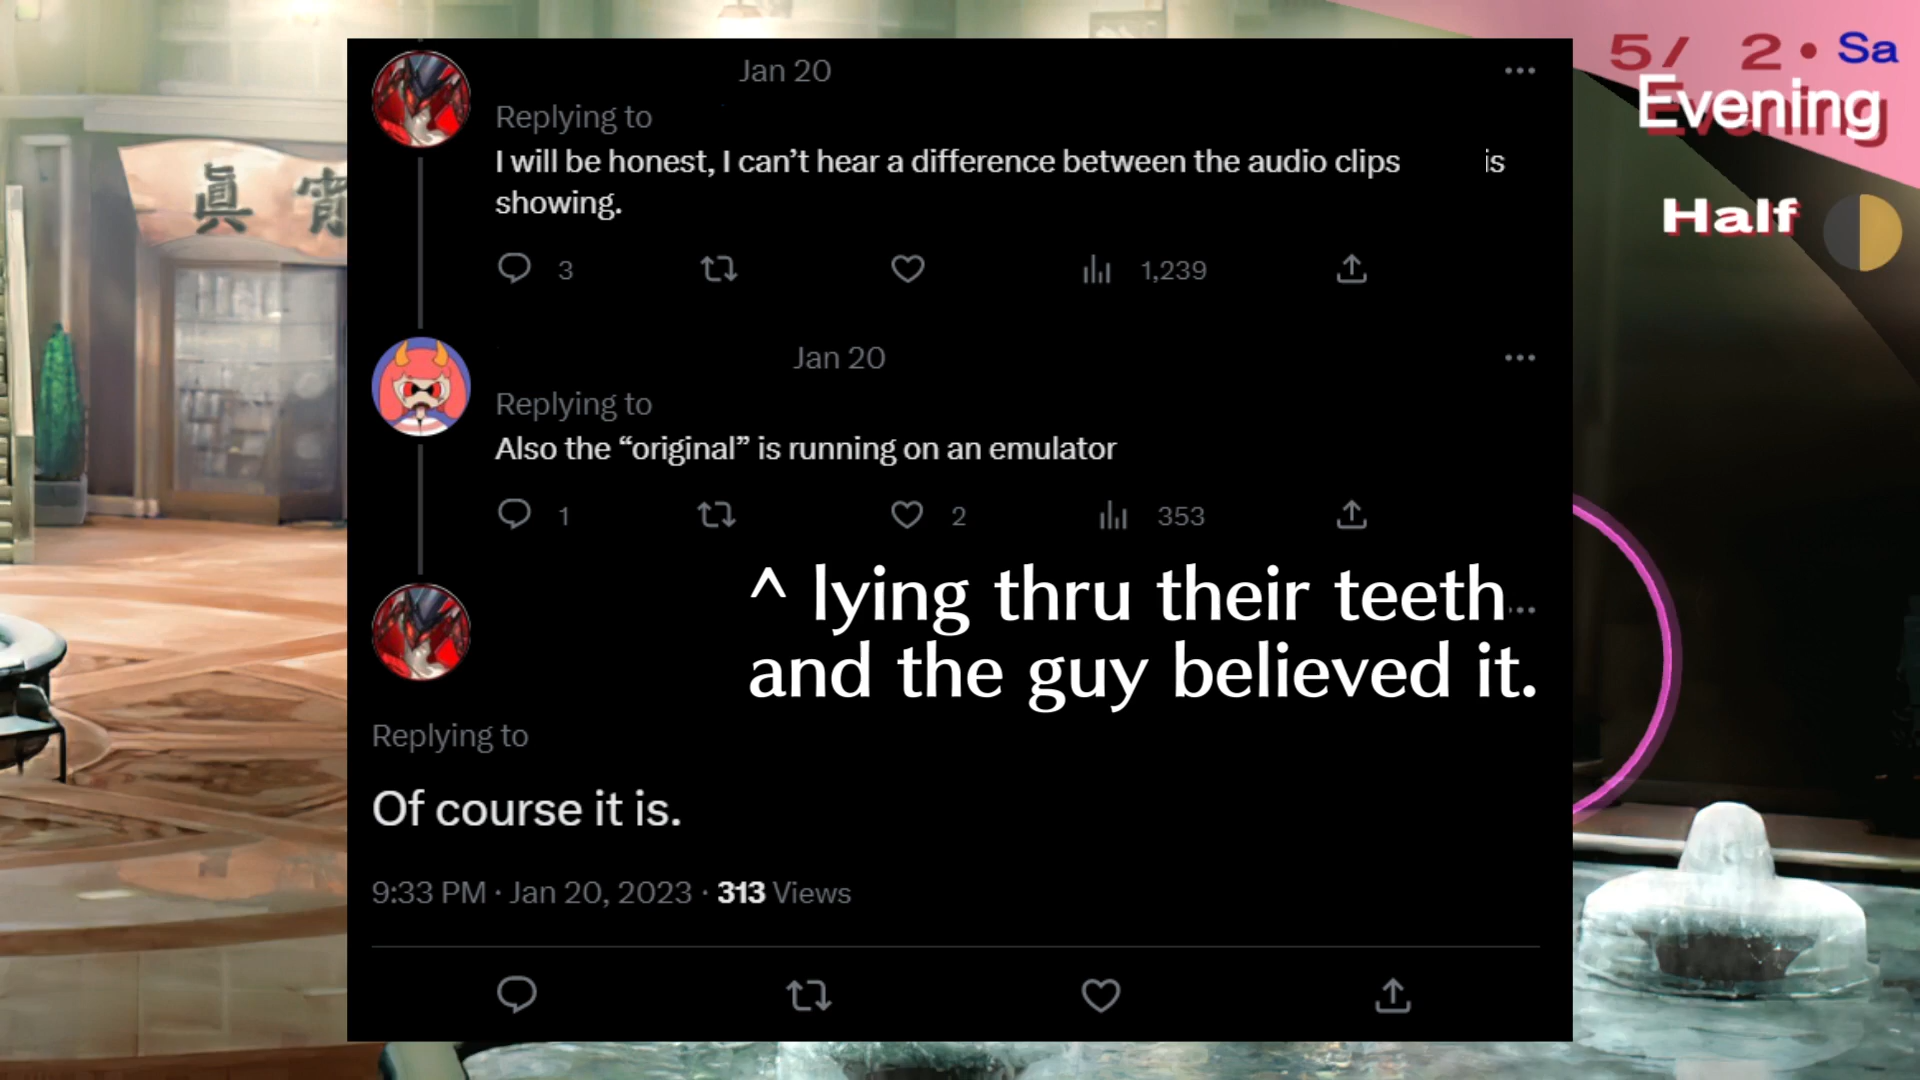 5/ 2 • Sa
Evening
Half
眞 宵
Jan 20
Replying to
I will be honest, I can't hear a difference between the audio clips is
showing.
3 1,239
Jan 20
Replying to
Also the “original” is running on an emulator
1 2 353
^ lying thru their teeth
and the guy believed it.
Replying to
Of course it is.
9:33 PM · Jan 20, 2023 · 313 Views